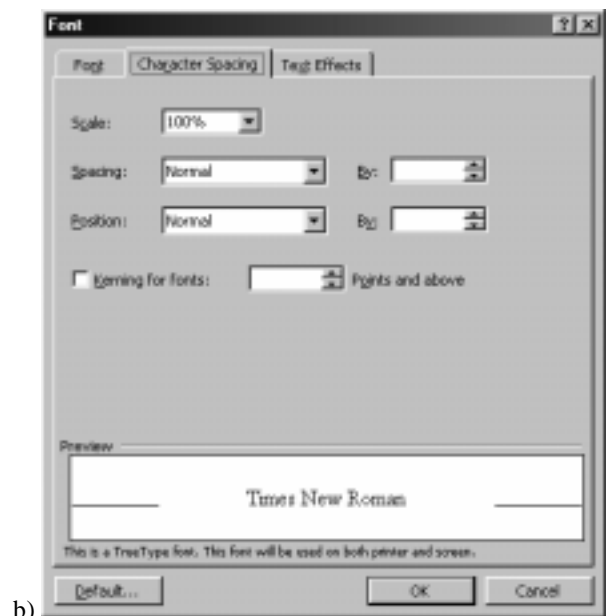 Font
Font Character Spacing Text Effects
Scale: 100%
Spacing: Normal By:
Position: Normal By:
Kerning for fonts: Points and above
Preview
Times New Roman
This is a TrueType font. This font will be used on both printer and screen.
Default... OK Cancel
b)